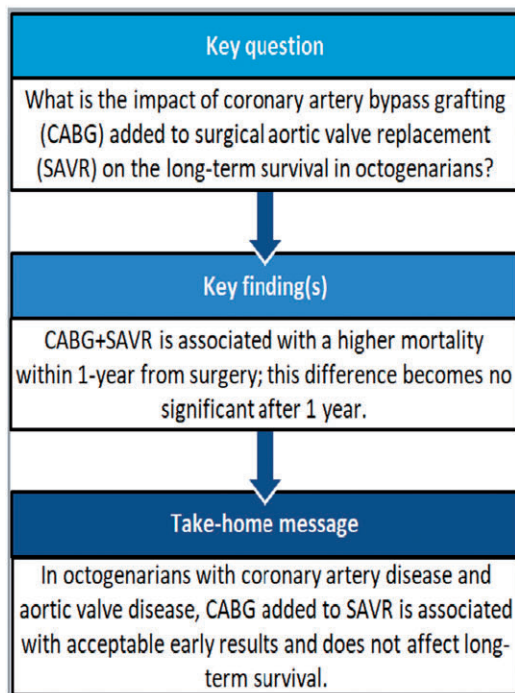 Key question
What is the impact of coronary artery bypass grafting
(CABG) added to surgical aortic valve replacement
(SAVR) on the long-term survival in octogenarians?
Key finding(s)
CABG+SAVR is associated with a higher mortality
within 1-year from surgery; this difference becomes no
significant after 1 year.
Take-home message
In octogenarians with coronary artery disease and
aortic valve disease, CABG added to SAVR is associated
with acceptable early results and does not affect long-
term survival.